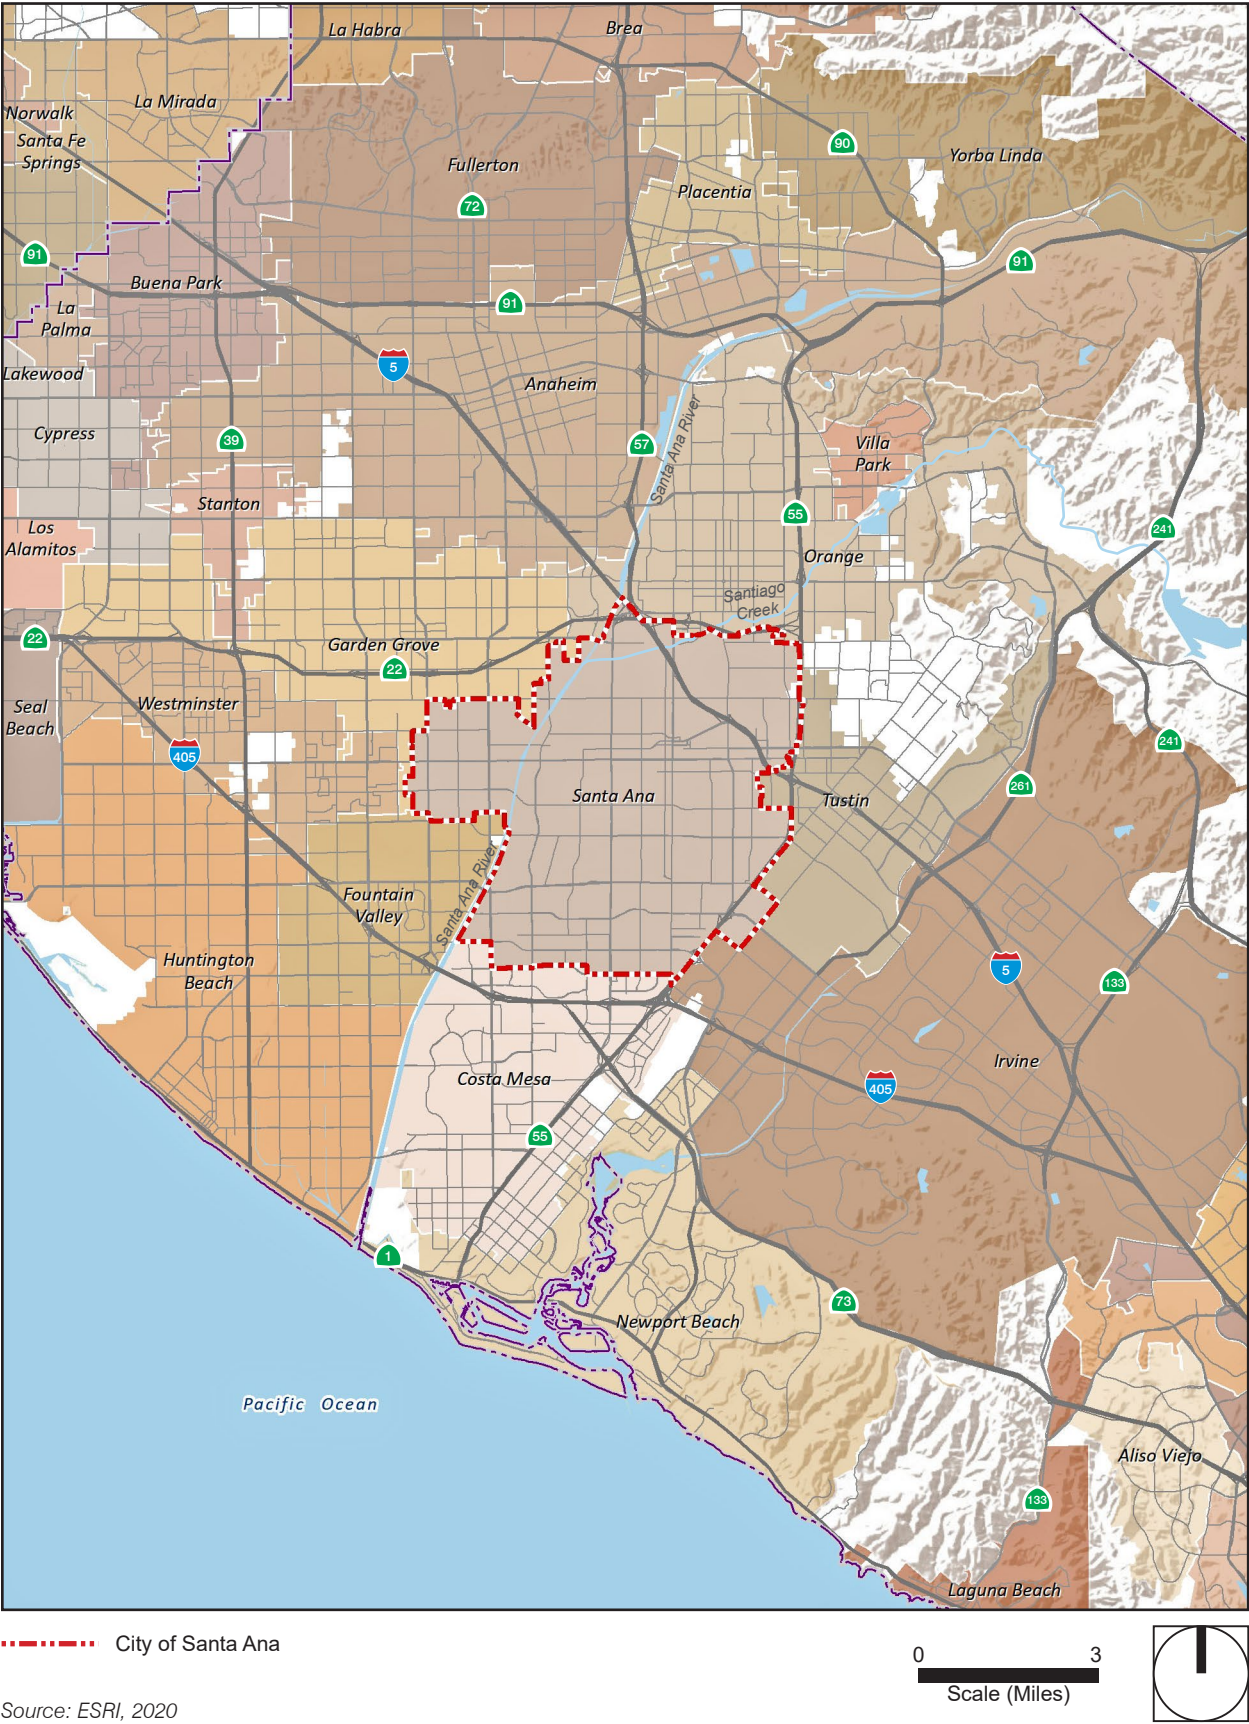 La Habra
Brea
La Mirada
Norwalk
Santa Fe
Springs
90
Yorba Linda
Fullerton
72
Placentia
91
91
Buena Park
91
La
Palma
5
Lakewood
Anaheim
Cypress
39
57
Santa Ana River
Villa
Park
Stanton
55
241
Los
Alamitos
Orange
Santiago
Creek
22
Garden Grove
22
Seal
Beach
Westminster
405
241
261
Santa Ana
Tustin
Santa Ana River
Fountain
Valley
Huntington
Beach
5
133
Irvine
Costa Mesa
405
55
1
73
Newport Beach
Pacific Ocean
Aliso Viejo
133
Laguna Beach
City of Santa Ana
0 3
Scale (Miles)
Source: ESRI, 2020